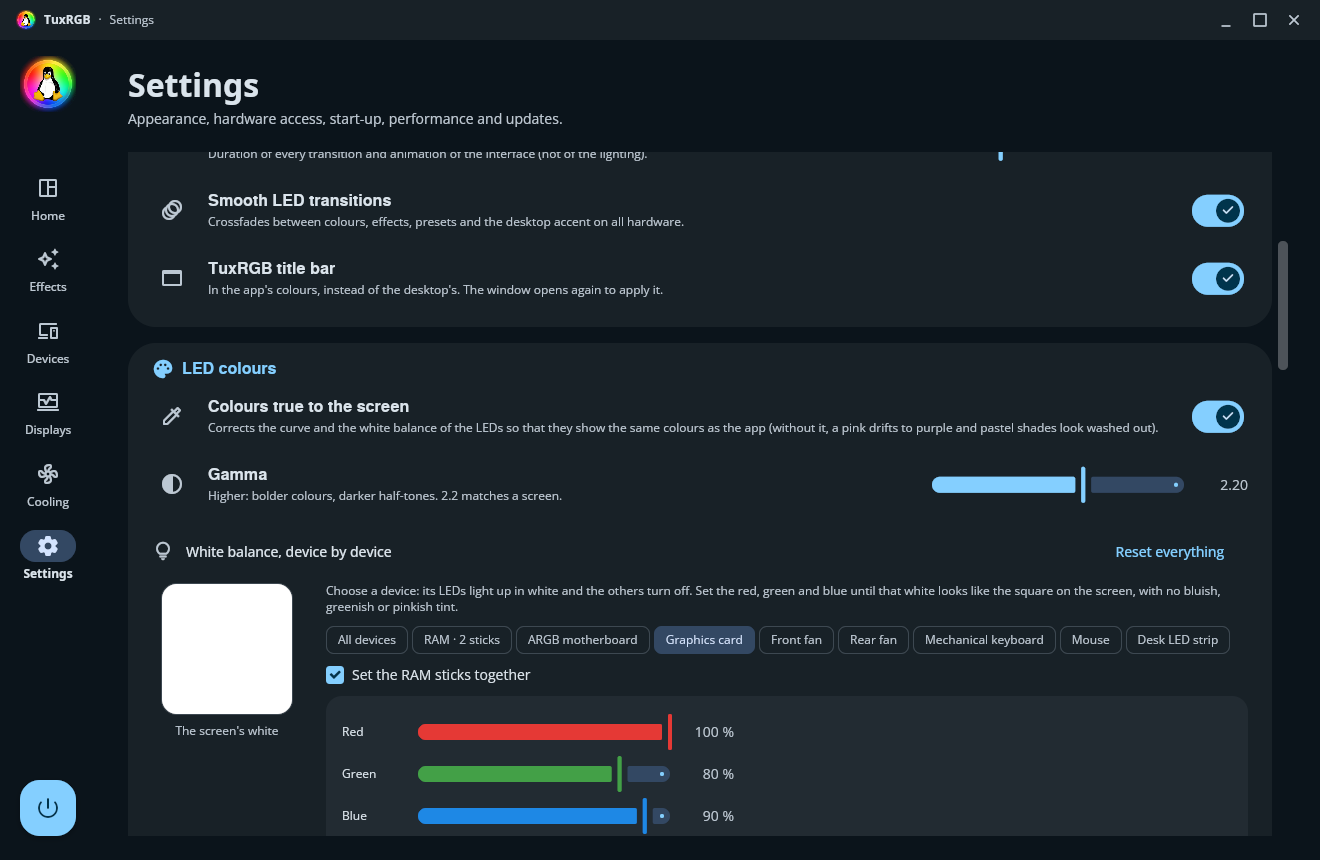 TuxRGB · Settings
Settings
Appearance, hardware access, start-up, performance and updates.
Home
Effects
Devices
Displays
Cooling
Settings
Duration of every transition and animation of the interface (not of the lighting).
Smooth LED transitions
Crossfades between colours, effects, presets and the desktop accent on all hardware.
TuxRGB title bar
In the app's colours, instead of the desktop's. The window opens again to apply it.
LED colours
Colours true to the screen
Corrects the curve and the white balance of the LEDs so that they show the same colours as the app (without it, a pink drifts to purple and pastel shades look washed out).
Gamma
Higher: bolder colours, darker half-tones. 2.2 matches a screen.
2.20
White balance, device by device
Reset everything
The screen's white
Choose a device: its LEDs light up in white and the others turn off. Set the red, green and blue until that white looks like the square on the screen, with no bluish,
greenish or pinkish tint.
All devices
RAM · 2 sticks
ARGB motherboard
Graphics card
Front fan
Rear fan
Mechanical keyboard
Mouse
Desk LED strip
Set the RAM sticks together
Red 100 %
Green 80 %
Blue 90 %